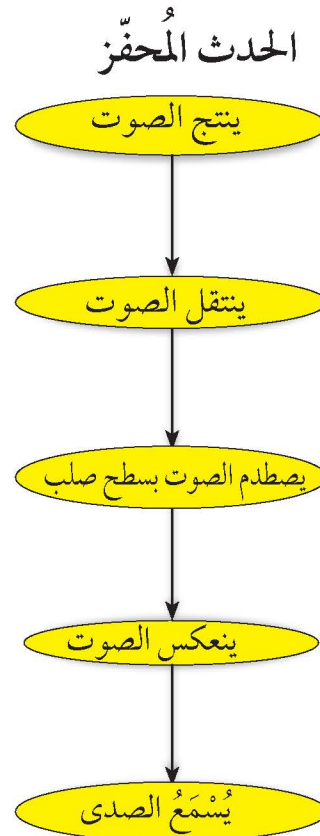 الحدث المُحفّز
ينتج الصوت
ينتقل الصوت
يصطدم الصوت بسطح صلب
ينعكس الصوت
يُسْمَعُ الصدى